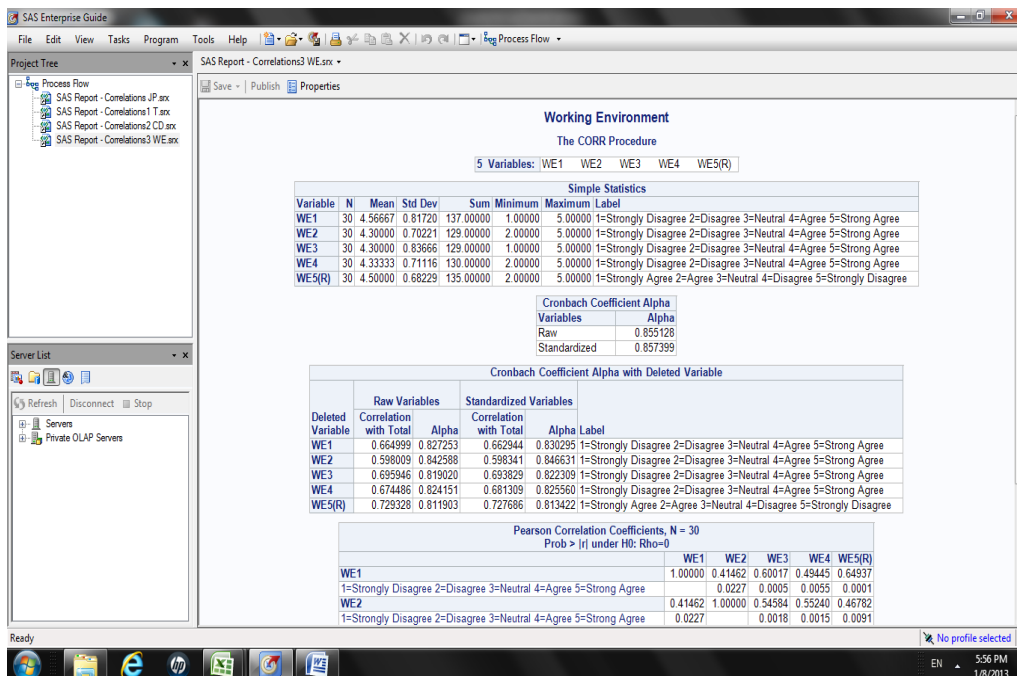 SAS Enterprise Guide
File Edit View Tasks Program Tools Help Process Flow
Project Tree
Process Flow
SAS Report - Correlations JP.srx
SAS Report - Correlations1 T.srx
SAS Report - Correlations2 CD.srx
SAS Report - Correlations3 WE.srx
Server List
Refresh Disconnect Stop
Servers
Private OLAP Servers
SAS Report - Correlations3 WE.srx
Save Publish Properties
Working Environment
The CORR Procedure
5 Variables: WE1 WE2 WE3 WE4 WE5(R)
Simple Statistics
Variable N Mean Std Dev Sum Minimum Maximum Label
WE1 30 4.56667 0.81720 137.00000 1.00000 5.00000 1=Strongly Disagree 2=Disagree 3=Neutral 4=Agree 5=Strong Agree
WE2 30 4.30000 0.70221 129.00000 2.00000 5.00000 1=Strongly Disagree 2=Disagree 3=Neutral 4=Agree 5=Strong Agree
WE3 30 4.30000 0.83666 129.00000 1.00000 5.00000 1=Strongly Disagree 2=Disagree 3=Neutral 4=Agree 5=Strong Agree
WE4 30 4.33333 0.71116 130.00000 2.00000 5.00000 1=Strongly Disagree 2=Disagree 3=Neutral 4=Agree 5=Strong Agree
WE5(R) 30 4.50000 0.68229 135.00000 2.00000 5.00000 1=Strongly Agree 2=Agree 3=Neutral 4=Disagree 5=Strongly Disagree
Cronbach Coefficient Alpha
Variables Alpha
Raw 0.855128
Standardized 0.857399
Cronbach Coefficient Alpha with Deleted Variable
Raw Variables Standardized Variables
Deleted Correlation Correlation
Variable with Total Alpha with Total Alpha Label
WE1 0.664999 0.827253 0.662944 0.830295 1=Strongly Disagree 2=Disagree 3=Neutral 4=Agree 5=Strong Agree
WE2 0.598009 0.842588 0.598341 0.846631 1=Strongly Disagree 2=Disagree 3=Neutral 4=Agree 5=Strong Agree
WE3 0.695946 0.819020 0.693829 0.822309 1=Strongly Disagree 2=Disagree 3=Neutral 4=Agree 5=Strong Agree
WE4 0.674486 0.824151 0.681309 0.825560 1=Strongly Disagree 2=Disagree 3=Neutral 4=Agree 5=Strong Agree
WE5(R) 0.729328 0.811903 0.727686 0.813422 1=Strongly Agree 2=Agree 3=Neutral 4=Disagree 5=Strongly Disagree
Pearson Correlation Coefficients, N = 30
Prob > |r| under H0: Rho=0
WE1 WE2 WE3 WE4 WE5(R)
WE1 1.00000 0.41462 0.60017 0.49445 0.64937
1=Strongly Disagree 2=Disagree 3=Neutral 4=Agree 5=Strong Agree 0.0227 0.0005 0.0055 0.0001
WE2 0.41462 1.00000 0.54584 0.55240 0.46782
1=Strongly Disagree 2=Disagree 3=Neutral 4=Agree 5=Strong Agree 0.0227 0.0018 0.0015 0.0091
Ready
No profile selected
hp
EN
5:56 PM
1/8/2013